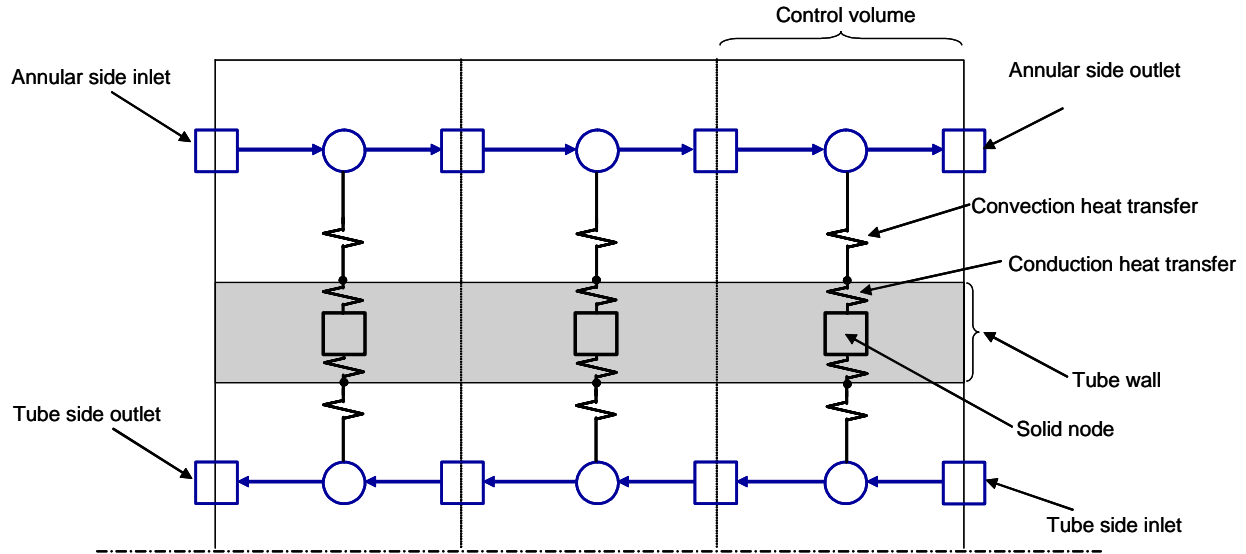 Control volume
Annular side inlet
Annular side outlet
Convection heat transfer
Conduction heat transfer
Tube wall
Tube side outlet
Solid node
Tube side inlet